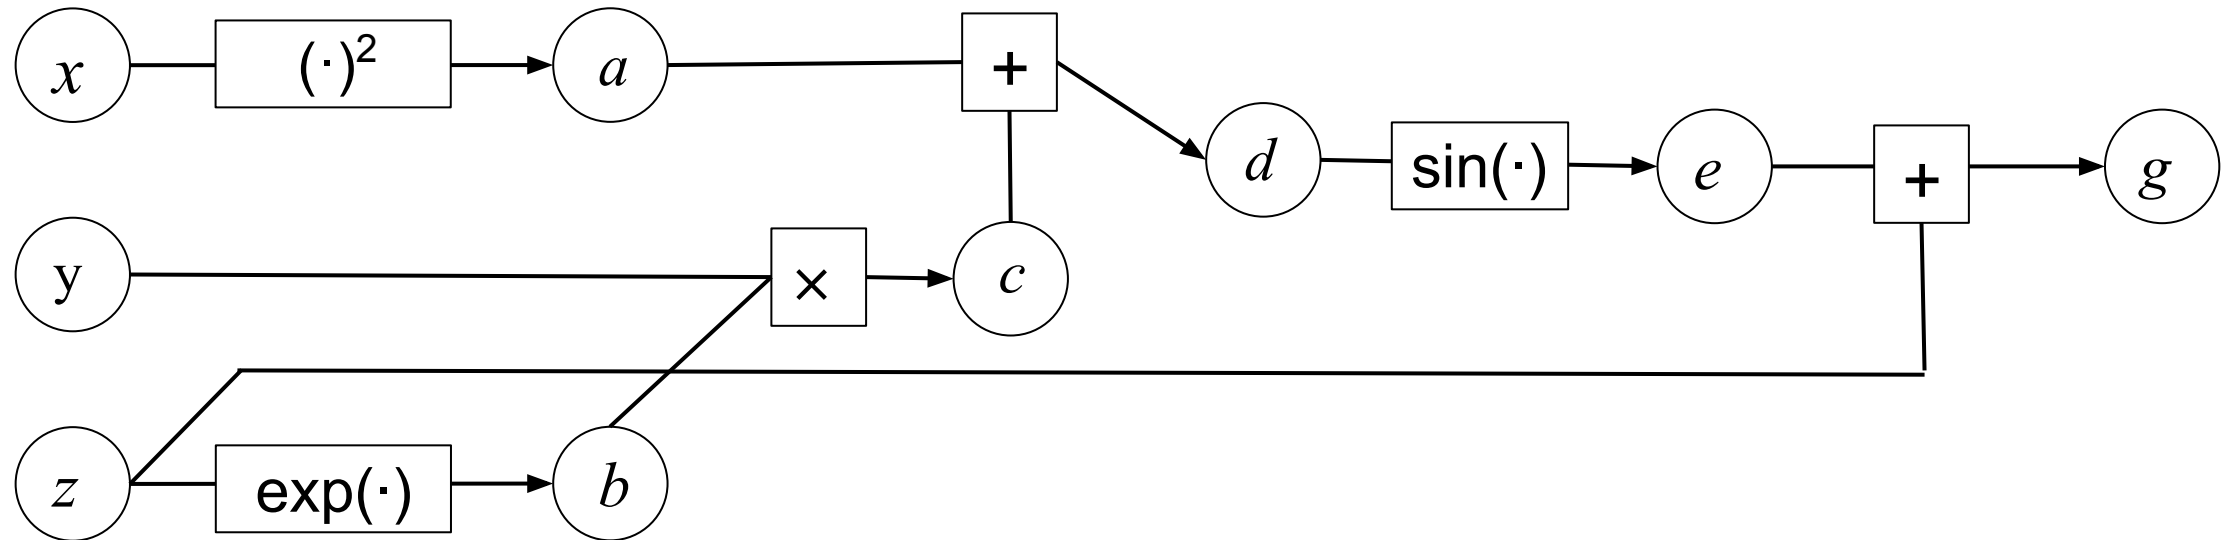 x
(·)²
a
+
d
sin(·)
e
+
g
y
×
c
z
exp(·)
b